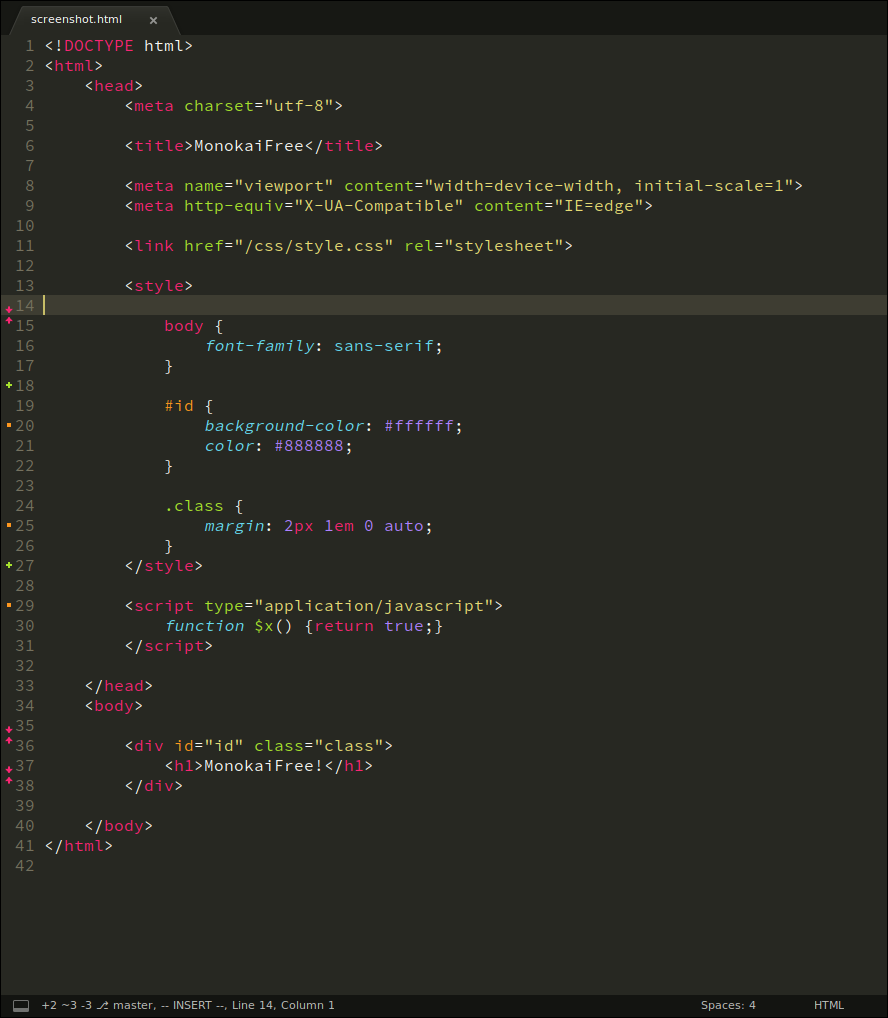 screenshot.html ×
1 <!DOCTYPE html>
2 <html>
3     <head>
4         <meta charset="utf-8">
5
6         <title>MonokaiFree</title>
7
8         <meta name="viewport" content="width=device-width, initial-scale=1">
9         <meta http-equiv="X-UA-Compatible" content="IE=edge">
10
11         <link href="/css/style.css" rel="stylesheet">
12
13         <style>
14
15             body {
16                 font-family: sans-serif;
17             }
18
19             #id {
20                 background-color: #ffffff;
21                 color: #888888;
22             }
23
24             .class {
25                 margin: 2px 1em 0 auto;
26             }
27         </style>
28
29         <script type="application/javascript">
30             function $x() {return true;}
31         </script>
32
33     </head>
34     <body>
35
36         <div id="id" class="class">
37             <h1>MonokaiFree!</h1>
38         </div>
39
40     </body>
41 </html>
42
+2 ~3 -3 ⎇ master, -- INSERT --, Line 14, Column 1 Spaces: 4 HTML